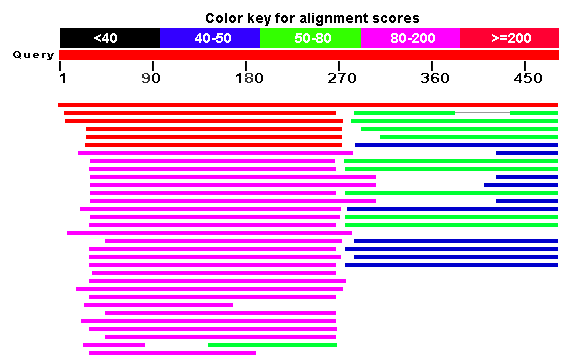 Color key for alignment scores
<40 40-50 50-80 80-200 >=200
Query
1 90 180 270 360 450